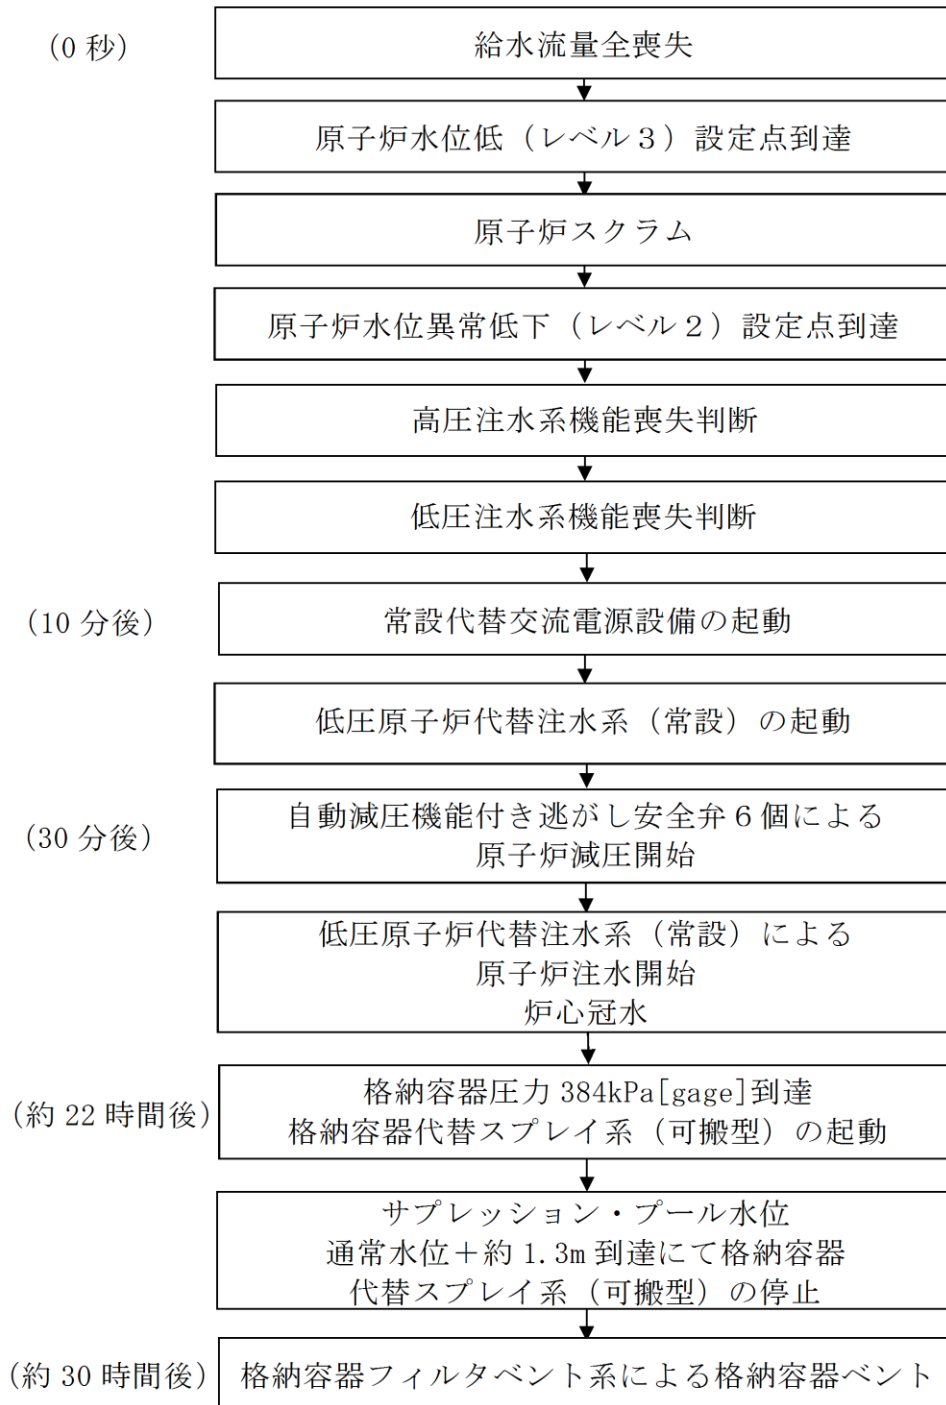 (0 秒)
給水流量全喪失
原子炉水位低（レベル３）設定点到達
原子炉スクラム
原子炉水位異常低下（レベル２）設定点到達
高圧注水系機能喪失判断
低圧注水系機能喪失判断
(10 分後)
常設代替交流電源設備の起動
低圧原子炉代替注水系（常設）の起動
(30 分後)
自動減圧機能付き逃がし安全弁６個による
原子炉減圧開始
低圧原子炉代替注水系（常設）による
原子炉注水開始
炉心冠水
(約 22 時間後)
格納容器圧力 384kPa[gage]到達
格納容器代替スプレイ系（可搬型）の起動
サプレッション・プール水位
通常水位＋約 1.3m 到達にて格納容器
代替スプレイ系（可搬型）の停止
(約 30 時間後)
格納容器フィルタベント系による格納容器ベント